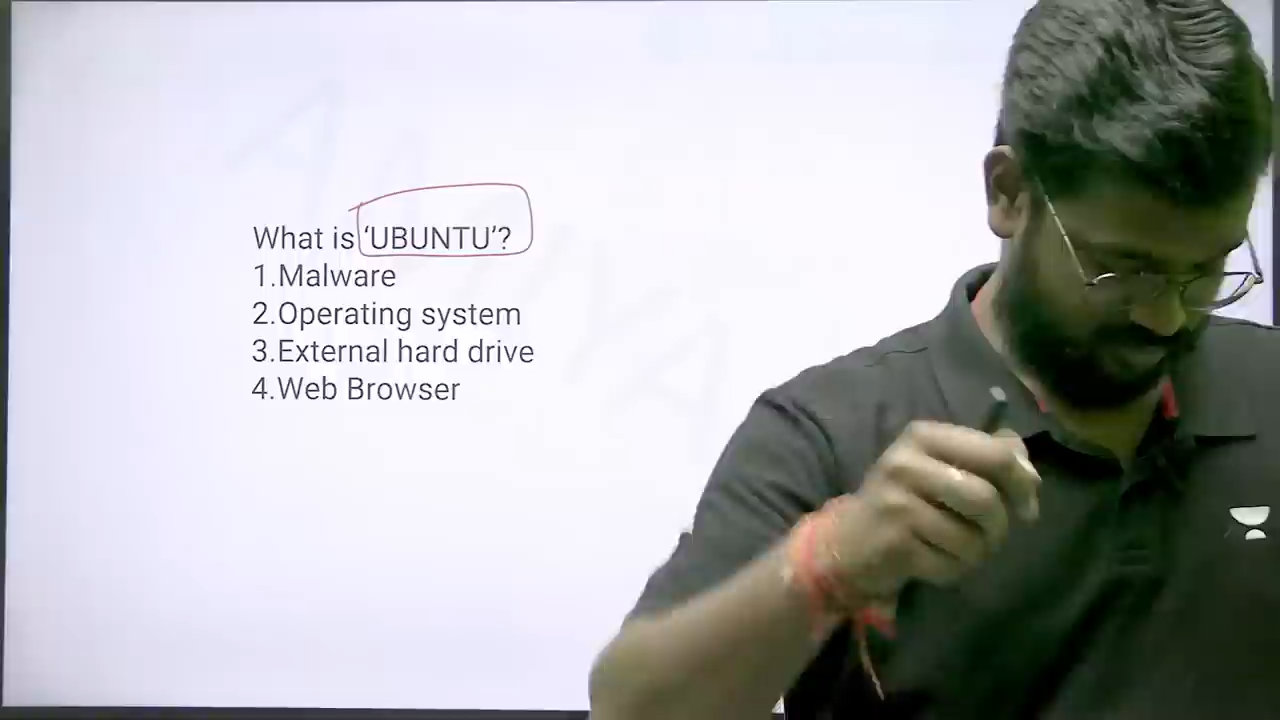 What is ‘UBUNTU’?
1.Malware
2.Operating system
3.External hard drive
4.Web Browser